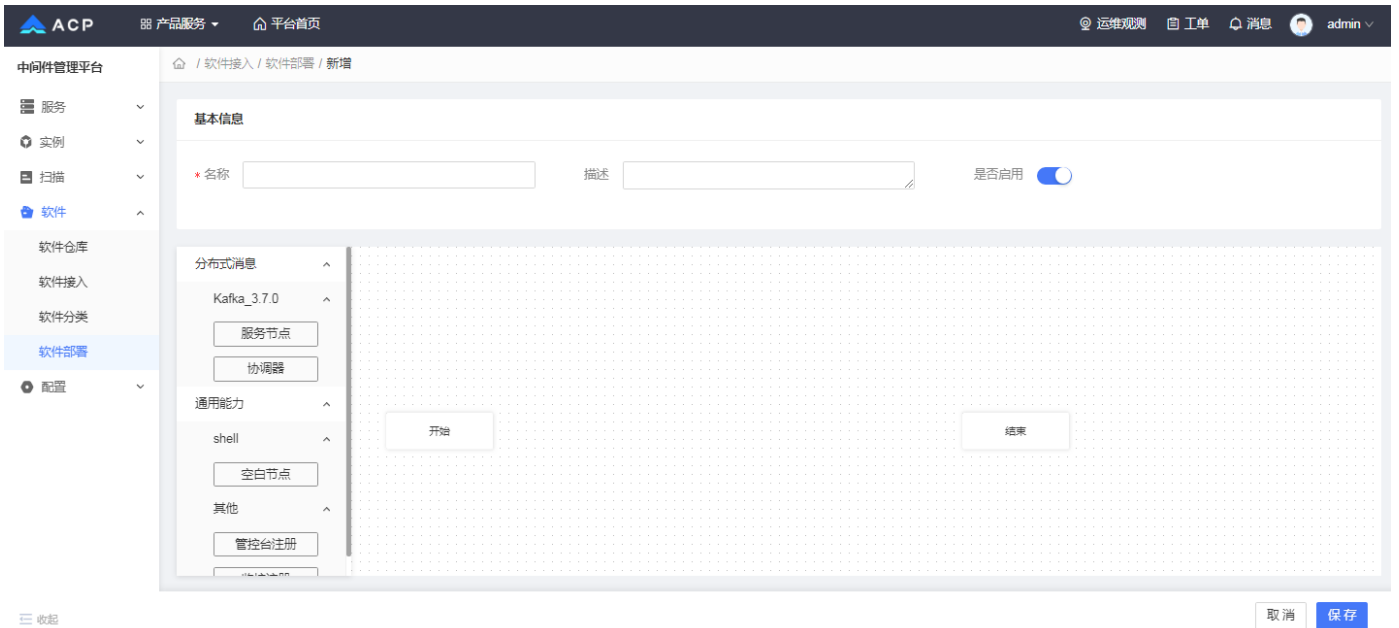 ACP 产品服务 平台首页 运维观测 工单 消息 admin
中间件管理平台
/ 软件接入 / 软件部署 / 新增
服务
实例
扫描
软件
软件仓库
软件接入
软件分类
软件部署
配置
收起
基本信息
* 名称 描述 是否启用
分布式消息
Kafka_3.7.0
服务节点
协调器
通用能力
shell
空白节点
其他
管控台注册
开始
结束
取消 保存